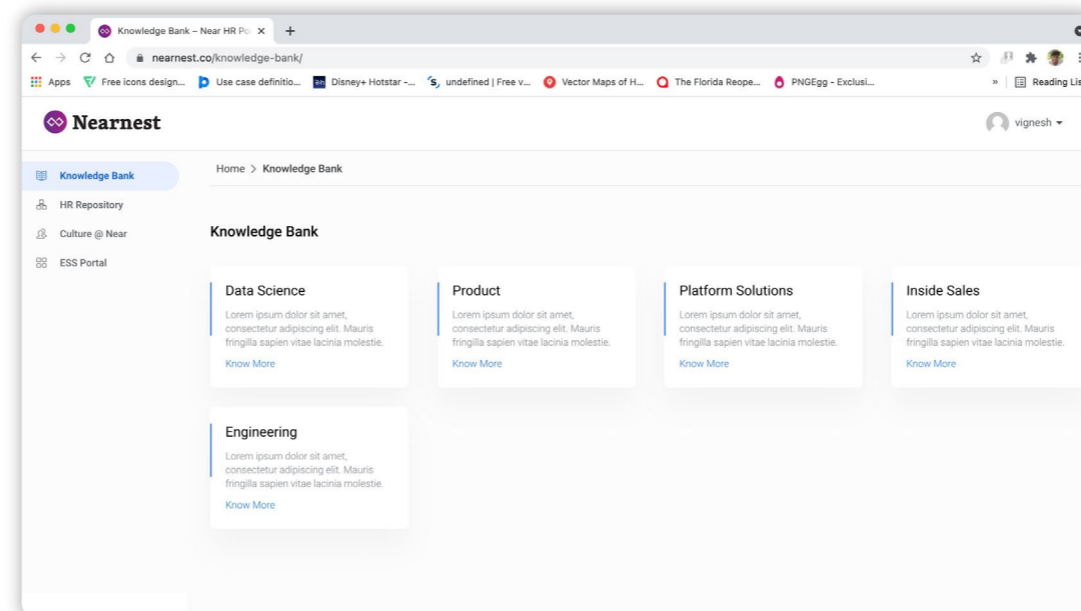 Knowledge Bank – Near HR Po
nearnest.co/knowledge-bank/
Apps Free icons design... Use case definitio... Disney+ Hotstar -... undefined | Free v... Vector Maps of H... The Florida Reope... PNGEgg - Exclusi... » Reading Lis
Nearnest
vignesh
Knowledge Bank
HR Repository
Culture @ Near
ESS Portal
Home > Knowledge Bank
Knowledge Bank
Data Science
Lorem ipsum dolor sit amet,
consectetur adipiscing elit. Mauris
fringilla sapien vitae lacinia molestie.
Know More
Product
Lorem ipsum dolor sit amet,
consectetur adipiscing elit. Mauris
fringilla sapien vitae lacinia molestie.
Know More
Platform Solutions
Lorem ipsum dolor sit amet,
consectetur adipiscing elit. Mauris
fringilla sapien vitae lacinia molestie.
Know More
Inside Sales
Lorem ipsum dolor sit amet,
consectetur adipiscing elit. Mauris
fringilla sapien vitae lacinia molestie.
Know More
Engineering
Lorem ipsum dolor sit amet,
consectetur adipiscing elit. Mauris
fringilla sapien vitae lacinia molestie.
Know More